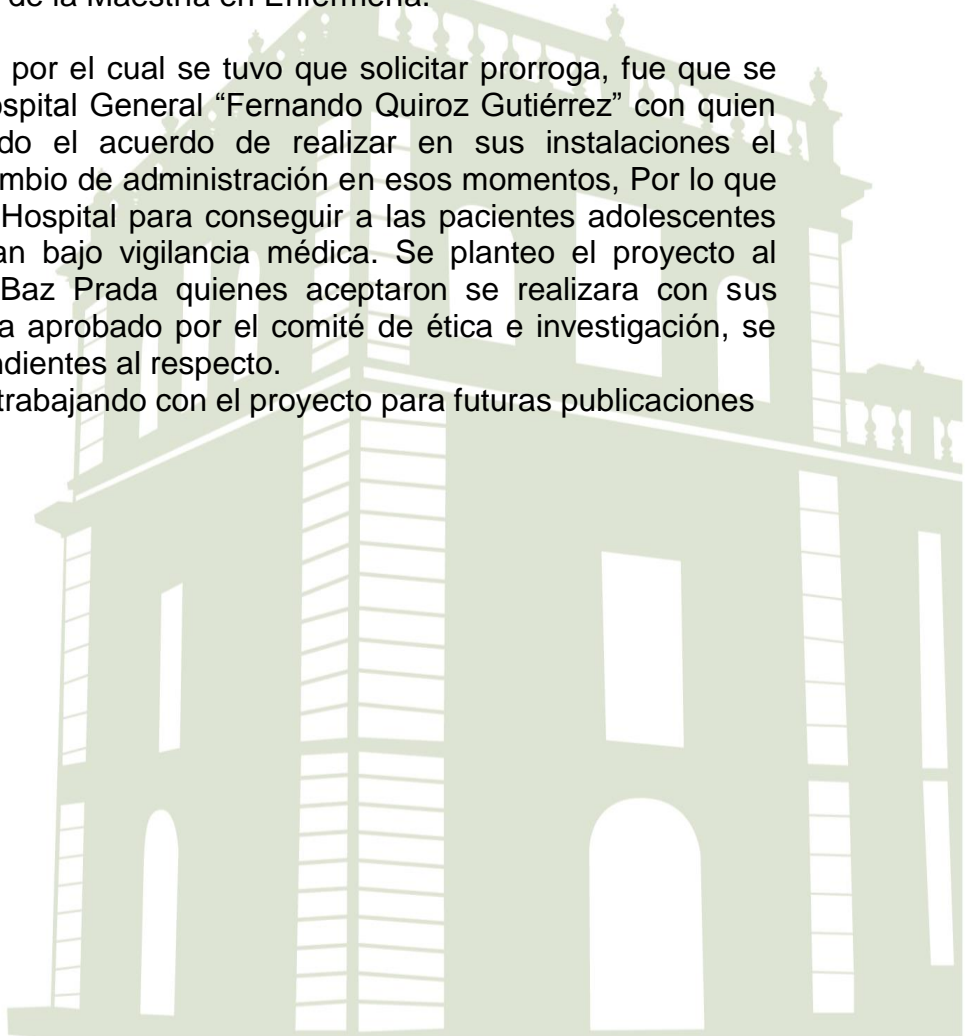 de la Maestría en Enfermería.
por el cual se tuvo que solicitar prorroga, fue que se
ospital General “Fernando Quiroz Gutiérrez” con quien
do el acuerdo de realizar en sus instalaciones el
mbio de administración en esos momentos, Por lo que
Hospital para conseguir a las pacientes adolescentes
an bajo vigilancia médica. Se planteo el proyecto al
Baz Prada quienes aceptaron se realizara con sus
a aprobado por el comité de ética e investigación, se
ndientes al respecto.
trabajando con el proyecto para futuras publicaciones